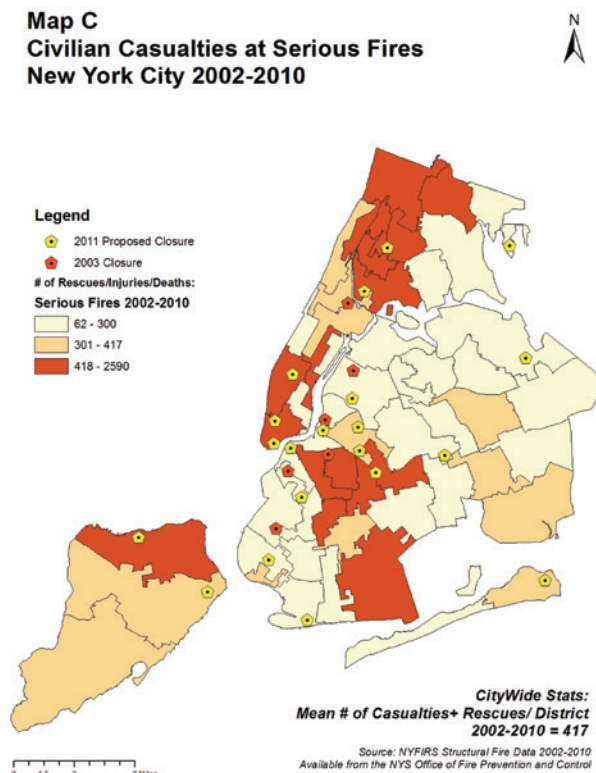 Map C
Civilian Casualties at Serious Fires
New York City 2002-2010
N
Legend
2011 Proposed Closure
2003 Closure
# of Rescues/Injuries/Deaths:
Serious Fires 2002-2010
62 - 300
301 - 417
418 - 2590
CityWide Stats:
Mean # of Casualties+ Rescues/ District
2002-2010 = 417
Source: NYFIRS Structural Fire Data 2002-2010
Available from the NYS Office of Fire Prevention and Control